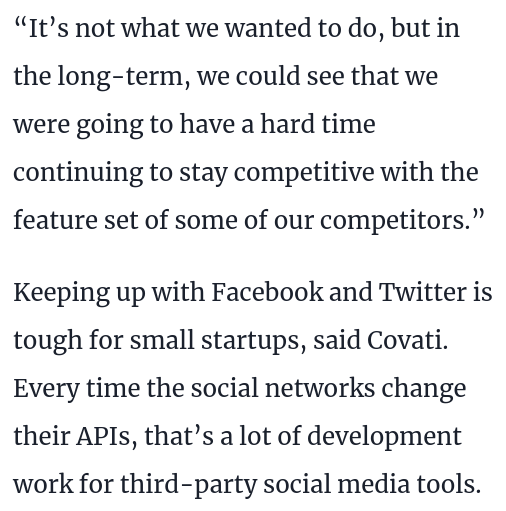 “It’s not what we wanted to do, but in
the long-term, we could see that we
were going to have a hard time
continuing to stay competitive with the
feature set of some of our competitors.”
Keeping up with Facebook and Twitter is
tough for small startups, said Covati.
Every time the social networks change
their APIs, that’s a lot of development
work for third-party social media tools.